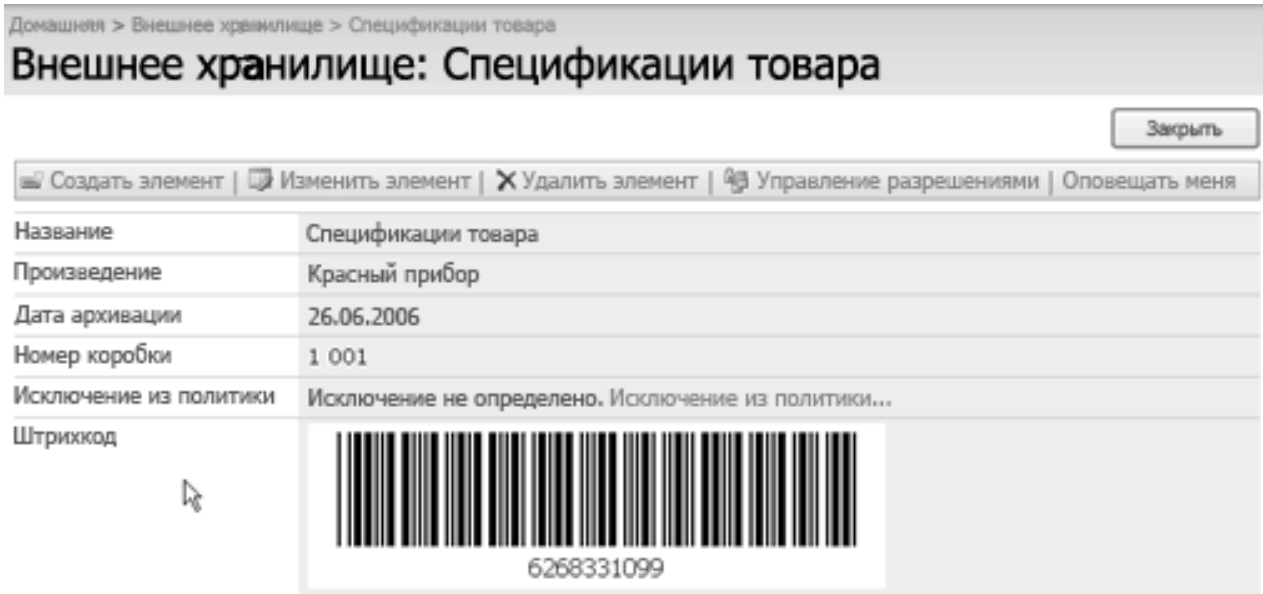 Домашняя > Внешнее хранилище > Спецификации товара
Внешнее хранилище: Спецификации товара
Закрыть
Создать элемент | Изменить элемент | Удалить элемент | Управление разрешениями | Оповещать меня
Название Спецификации товара
Произведение Красный прибор
Дата архивации 26.06.2006
Номер коробки 1 001
Исключение из политики Исключение не определено. Исключение из политики...
Штрихкод
6268331099